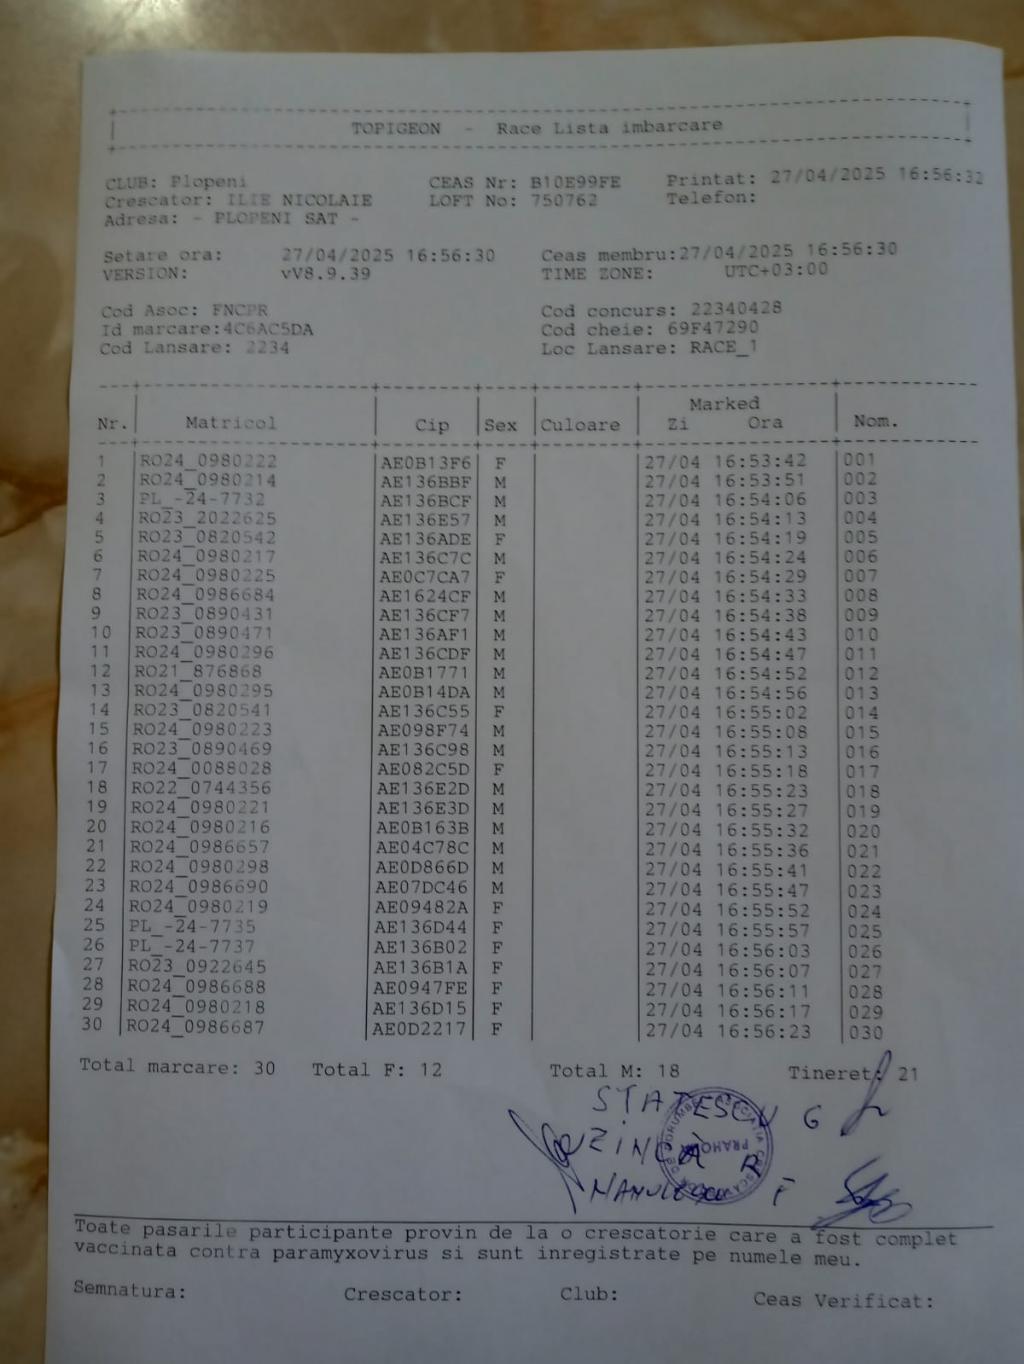 TOPIGEON - Race Lista imbarcare
CLUB: Plopeni CEAS Nr: B10E99FE Printat: 27/04/2025 16:56:32
Crescator: ILIE NICOLAIE LOFT No: 750762 Telefon:
Adresa: - PLOPENI SAT -
Setare ora: 27/04/2025 16:56:30 Ceas membru:27/04/2025 16:56:30
VERSION: vV8.9.39 TIME ZONE: UTC+03:00
Cod Asoc: FNCPR Cod concurs: 22340428
Id marcare:4C6AC5DA Cod cheie: 69F47290
Cod Lansare: 2234 Loc Lansare: RACE_1
Marked
Nr. Matricol Cip Sex Culoare Zi Ora Nom.
1 RO24_0980222 AE0B13F6 F 27/04 16:53:42 001
2 RO24_0980214 AE136BBF M 27/04 16:53:51 002
3 PL_-24-7732 AE136BCF M 27/04 16:54:06 003
4 RO23_2022625 AE136E57 M 27/04 16:54:13 004
5 RO23_0820542 AE136ADE F 27/04 16:54:19 005
6 RO24_0980217 AE136C7C M 27/04 16:54:24 006
7 RO24_0980225 AE0C7CA7 F 27/04 16:54:29 007
8 RO24_0986684 AE1624CF M 27/04 16:54:33 008
9 RO23_0890431 AE136CF7 M 27/04 16:54:38 009
10 RO23_0890471 AE136AF1 M 27/04 16:54:43 010
11 RO24_0980296 AE136CDF M 27/04 16:54:47 011
12 RO21_876868 AE0B1771 M 27/04 16:54:52 012
13 RO24_0980295 AE0B14DA M 27/04 16:54:56 013
14 RO23_0820541 AE136C55 F 27/04 16:55:02 014
15 RO24_0980223 AE098F74 M 27/04 16:55:08 015
16 RO23_0890469 AE136C98 M 27/04 16:55:13 016
17 RO24_0088028 AE082C5D F 27/04 16:55:18 017
18 RO22_0744356 AE136E2D M 27/04 16:55:23 018
19 RO24_0980221 AE136E3D M 27/04 16:55:27 019
20 RO24_0980216 AE0B163B M 27/04 16:55:32 020
21 RO24_0986657 AE04C78C M 27/04 16:55:36 021
22 RO24_0980298 AE0D866D M 27/04 16:55:41 022
23 RO24_0986690 AE07DC46 M 27/04 16:55:47 023
24 RO24_0980219 AE09482A F 27/04 16:55:52 024
25 PL_-24-7735 AE136D44 F 27/04 16:55:57 025
26 PL_-24-7737 AE136B02 F 27/04 16:56:03 026
27 RO23_0922645 AE136B1A F 27/04 16:56:07 027
28 RO24_0986688 AE0947FE F 27/04 16:56:11 028
29 RO24_0980218 AE136D15 F 27/04 16:56:17 029
30 RO24_0986687 AE0D2217 F 27/04 16:56:23 030
Total marcare: 30 Total F: 12 Total M: 18 Tineret: 21
STATESCU G
ZINCA R
PRAHOVA
F
Toate pasarile participante provin de la o crescatorie care a fost complet
vaccinata contra paramyxovirus si sunt inregistrate pe numele meu.
Semnatura: Crescator: Club: Ceas Verificat: